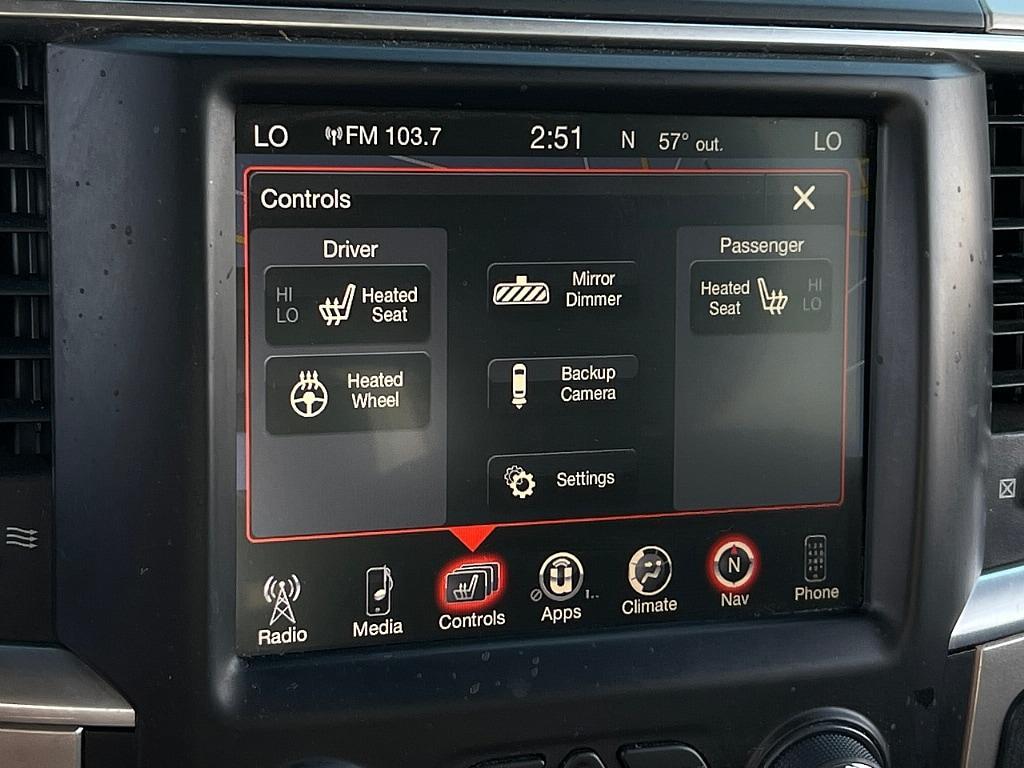 LO FM 103.7 2:51 N 57° out. LO
Controls X
Driver
HI
LO
Heated
Seat
Heated
Wheel
Mirror
Dimmer
Backup
Camera
Settings
Passenger
Heated
Seat
HI
LO
Radio
Media
Controls
Apps
Climate
N
Nav
Phone